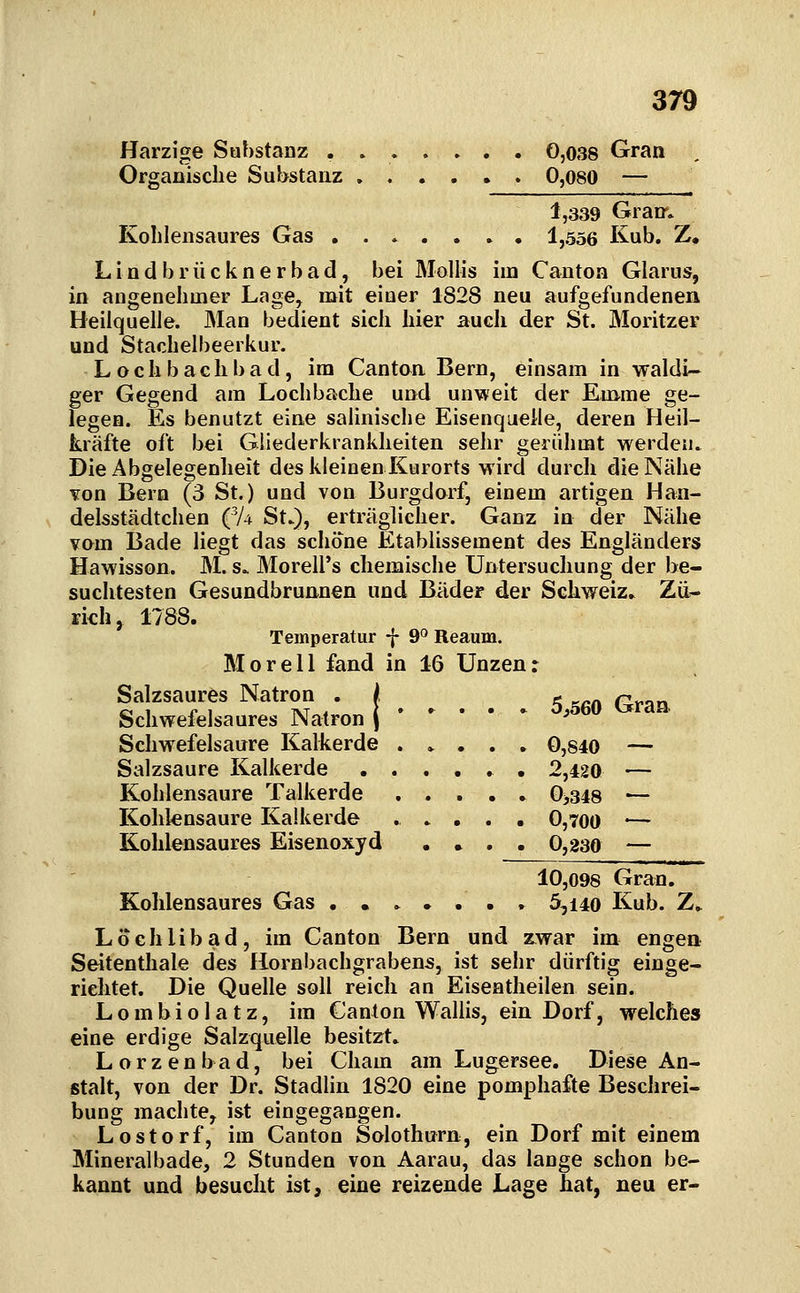 379
Harzige Substanz . . . . . . . 0,038 Gran
Organische Substanz . . . . . . 0,080 —
1,339 Gran.
Kohlensaures Gas . . . . . . . 1,556 Kub. Z.
Lindbrücknerbad, bei Mollis im Canton Glarus,
in angenehmer Lage, mit einer 1828 neu aufgefundenen
Heilquelle. Man bedient sich hier auch der St. Moritzer
und Stachelbeerkur.
Lochbachbad, im Canton Bern, einsam in waldi-
ger Gegend am Lochbache und unweit der Emme ge-
legen. Es benutzt eine salinische Eisenquelle, deren Heil-
kräfte oft bei Gliederkrankheiten sehr gerühmt werden.
Die Abgelegenheit des kleinen Kurorts wird durch die Nähe
von Bern (3 St.) und von Burgdorf, einem artigen Han-
delsstädtchen (3/4 St.), erträglicher. Ganz in der Nähe
vom Bade liegt das schöne Etablissement des Engländers
Hawisson. M. s. Morell's chemische Untersuchung der be-
suchtesten Gesundbrunnen und Bäder der Schweiz. Zü-
rich, 1788.
Temperatur † 9° Reaum.
Morell fand in 16 Unzen:
Salzsaures Natron . }
Schwefelsaures Natron } . . . . . 5,560 Gran
Schwefelsaure Kalkerde . . . . . 0,840 —
Salzsaure Kalkerde . . . . . . 2,420 —
Kohlensaure Talkerde . . . . . 0,348 —
Kohlensaure Kalkerde . . . . . 0,700 —
Kohlensaures Eisenoxyd . . . . 0,230 —
10,098 Gran.
Kohlensaures Gas . . . . . . . 5,140 Kub. Z.
Löchlibad, im Canton Bern und zwar im engen
Seitenthale des Hornbachgrabens, ist sehr dürftig einge-
richtet. Die Quelle soll reich an Eisentheilen sein.
Lombiolatz, im Canton Wallis, ein Dorf, welches
eine erdige Salzquelle besitzt.
Lorzenbad, bei Cham am Lugersee. Diese An-
stalt, von der Dr. Stadlin 1820 eine pomphafte Beschrei-
bung machte, ist eingegangen.
Lostorf, im Canton Solothurn, ein Dorf mit einem
Mineralbade, 2 Stunden von Aarau, das lange schon be-
kannt und besucht ist, eine reizende Lage hat, neu er-